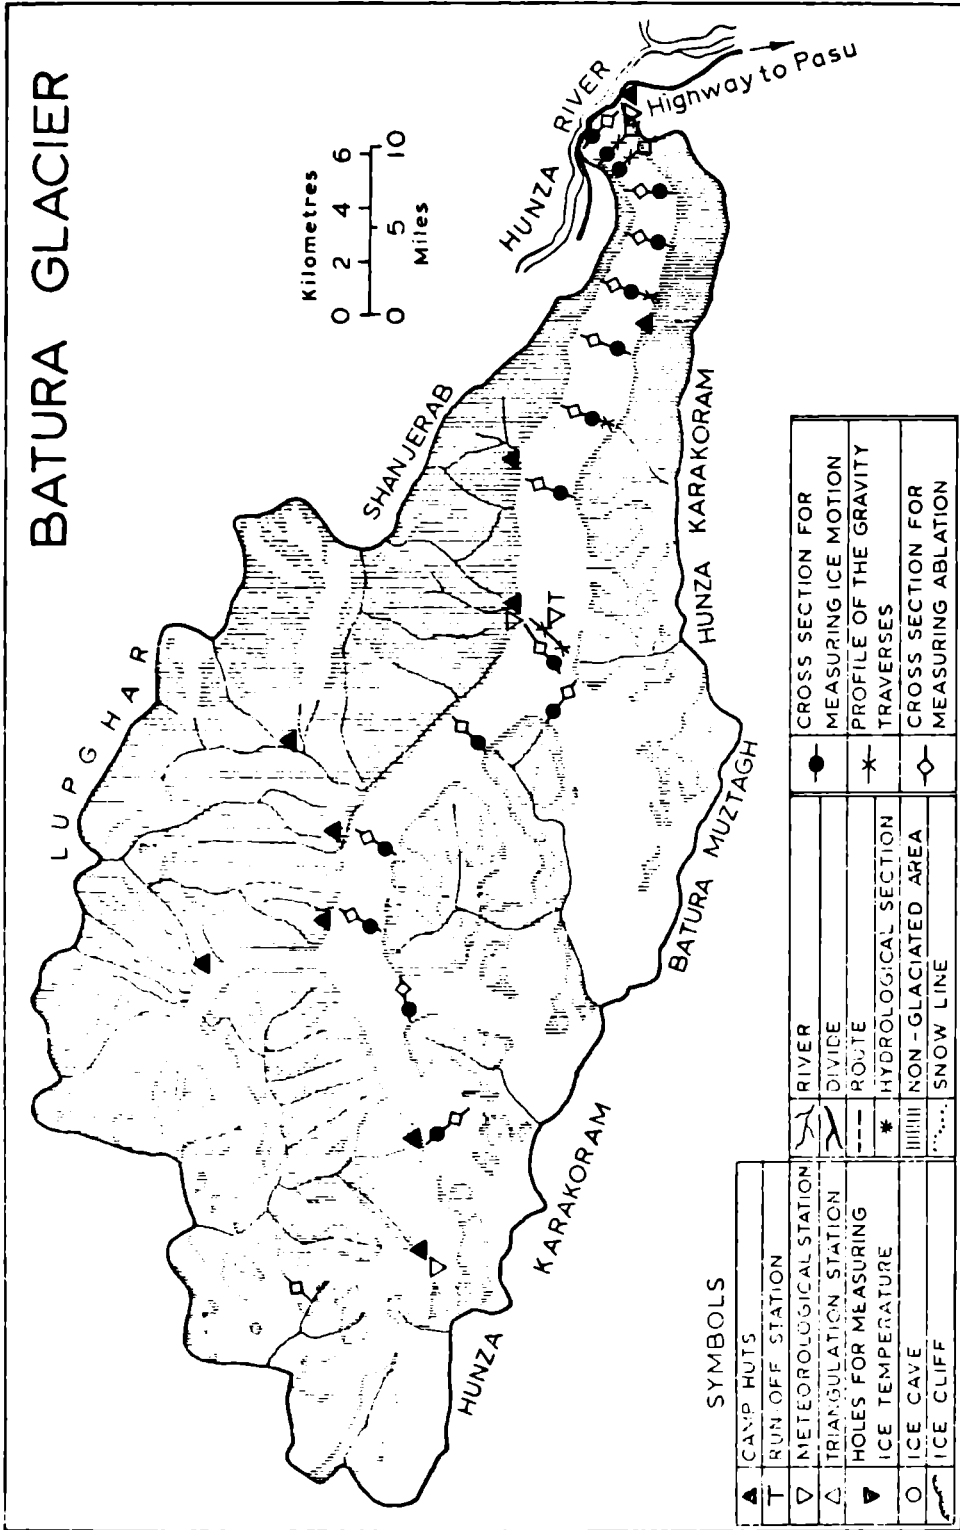 BATURA GLACIER
Kilometres
0 2 4 6
0 5 10
Miles
HUNZA RIVER
Highway to Pasu
LUPGHAR
SHANJERAB
HUNZA KARAKORAM
BATURA MUZTAGH
KARAKORAM
HUNZA
T
SYMBOLS
CAMP HUTS
T RUN-OFF STATION
METEOROLOGICAL STATION
TRIANGULATION STATION
HOLES FOR MEASURING
ICE TEMPERATURE
ICE CAVE
ICE CLIFF
RIVER
DIVIDE
ROUTE
HYDROLOGICAL SECTION
NON-GLACIATED AREA
SNOW LINE
CROSS SECTION FOR
MEASURING ICE MOTION
PROFILE OF THE GRAVITY
TRAVERSES
CROSS SECTION FOR
MEASURING ABLATION